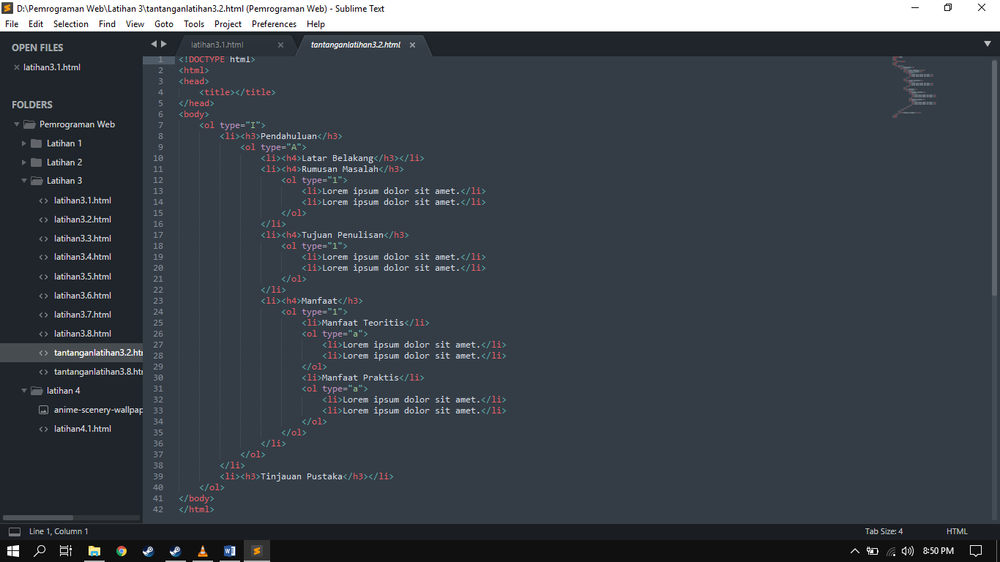 D:\Pemrograman Web\Latihan 3\tantanganlatihan3.2.html (Pemrograman Web) - Sublime Text
File Edit Selection Find View Goto Tools Project Preferences Help
OPEN FILES
latihan3.1.html
FOLDERS
Pemrograman Web
Latihan 1
Latihan 2
Latihan 3
latihan3.1.html
latihan3.2.html
latihan3.3.html
latihan3.4.html
latihan3.5.html
latihan3.6.html
latihan3.7.html
latihan3.8.html
tantanganlatihan3.2.htm
tantanganlatihan3.8.htm
latihan 4
anime-scenery-wallpap
latihan4.1.html
latihan3.1.html tantanganlatihan3.2.html
1 <!DOCTYPE html>
2 <html>
3 <head>
4     <title></title>
5 </head>
6 <body>
7     <ol type="I">
8         <li><h3>Pendahuluan</h3>
9             <ol type="A">
10                 <li><h4>Latar Belakang</h3></li>
11                 <li><h4>Rumusan Masalah</h3>
12                     <ol type="1">
13                         <li>Lorem ipsum dolor sit amet.</li>
14                         <li>Lorem ipsum dolor sit amet.</li>
15                     </ol>
16                 </li>
17                 <li><h4>Tujuan Penulisan</h3>
18                     <ol type="1">
19                         <li>Lorem ipsum dolor sit amet.</li>
20                         <li>Lorem ipsum dolor sit amet.</li>
21                     </ol>
22                 </li>
23                 <li><h4>Manfaat</h3>
24                     <ol type="1">
25                         <li>Manfaat Teoritis</li>
26                         <ol type="a">
27                             <li>Lorem ipsum dolor sit amet.</li>
28                             <li>Lorem ipsum dolor sit amet.</li>
29                         </ol>
30                         <li>Manfaat Praktis</li>
31                         <ol type="a">
32                             <li>Lorem ipsum dolor sit amet.</li>
33                             <li>Lorem ipsum dolor sit amet.</li>
34                         </ol>
35                     </ol>
36                 </li>
37             </ol>
38         </li>
39         <li><h3>Tinjauan Pustaka</h3></li>
40     </ol>
41 </body>
42 </html>
Line 1, Column 1 Tab Size: 4 HTML
8:50 PM